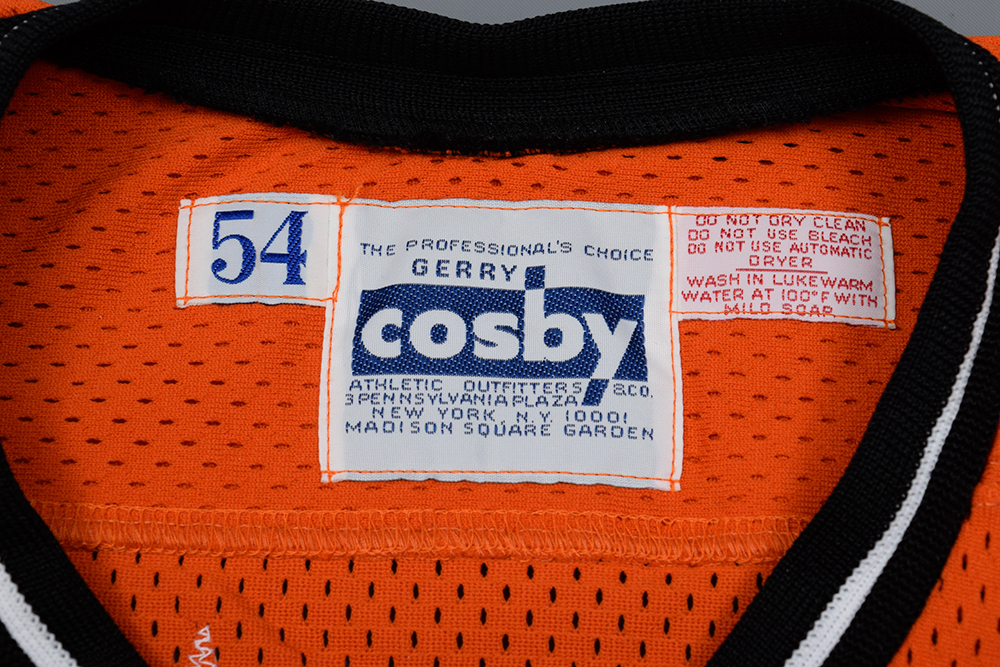 54
THE PROFESSIONAL'S CHOICE
GERRY
cosby
ATHLETIC OUTFITTERS & CO.
3 PENNSYLVANIA PLAZA
NEW YORK, N.Y. 10001
MADISON SQUARE GARDEN
DO NOT DRY CLEAN
DO NOT USE BLEACH
DO NOT USE AUTOMATIC
DRYER
WASH IN LUKEWARM
WATER AT 100°F WITH
MILD SOAP